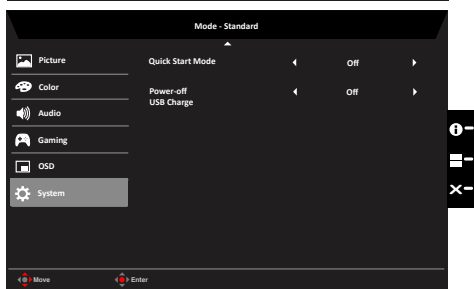 Mode - Standard
Picture
Quick Start Mode
Off
Color
Power-off
USB Charge
Off
Audio
Gaming
OSD
System
Move
Enter